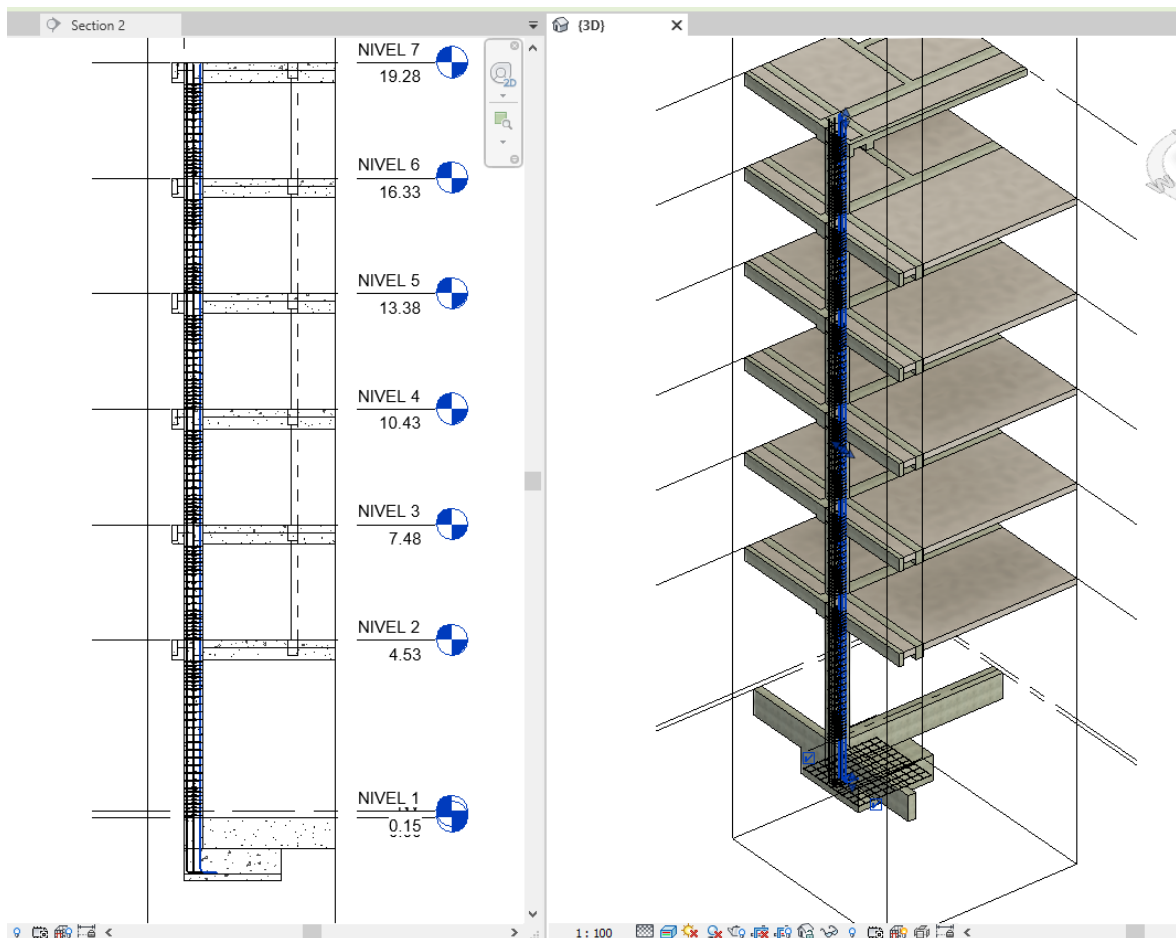 Section 2
{3D}
NIVEL 7
19.28
2D
NIVEL 6
16.33
NIVEL 5
13.38
NIVEL 4
10.43
NIVEL 3
7.48
NIVEL 2
4.53
NIVEL 1
0.15
W
1 : 100